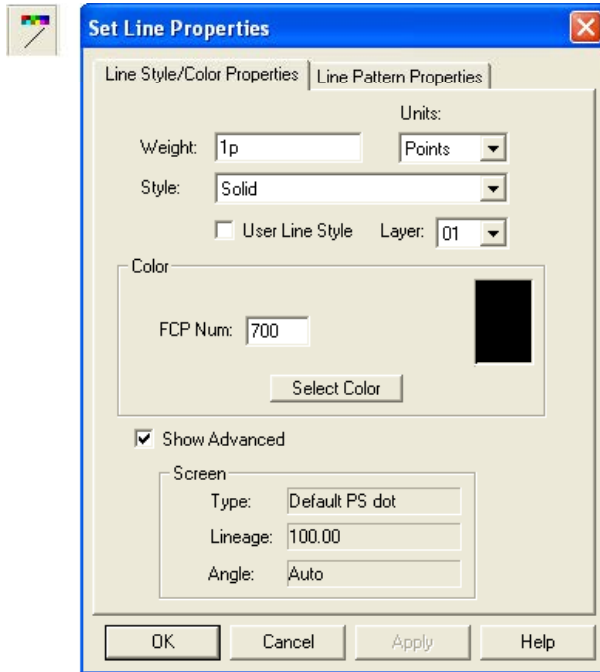 Set Line Properties
Line Style/Color Properties Line Pattern Properties
Units:
Weight: 1p Points
Style: Solid
User Line Style Layer: 01
Color
FCP Num: 700
Select Color
Show Advanced
Screen
Type: Default PS dot
Lineage: 100.00
Angle: Auto
OK Cancel Apply Help